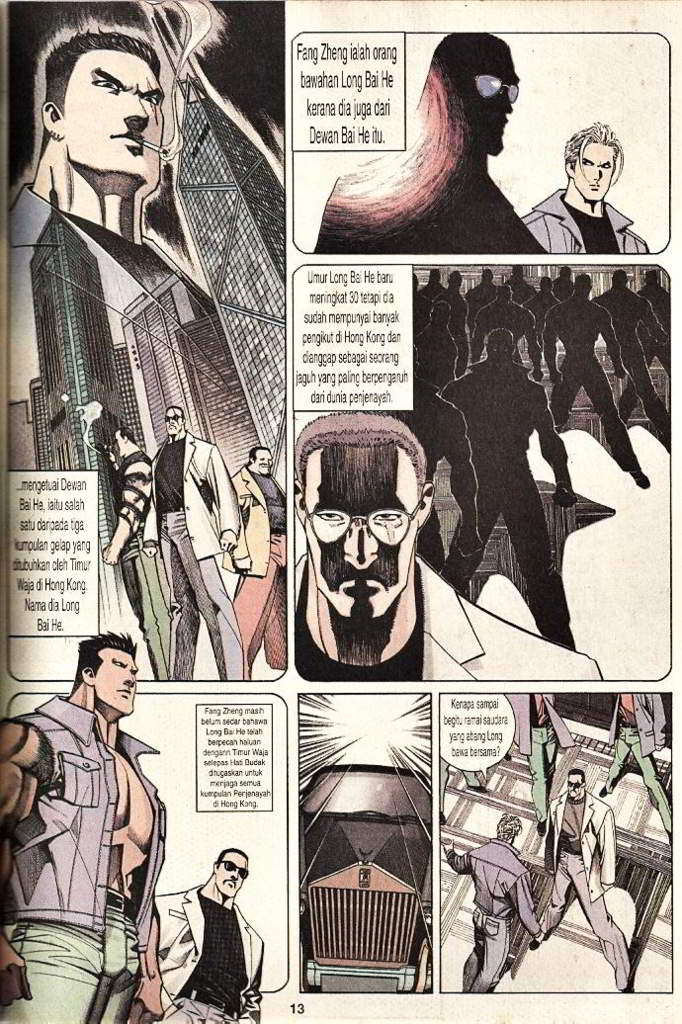 ...mengetuai Dewan
Bai He, iaitu salah
satu daripada tiga
kumpulan gelap yang
ditubuhkan oleh Timur
Waja di Hong Kong.
Nama dia Long
Bai He.
Fang Zheng ialah orang
bawahan Long Bai He
kerana dia juga dari
Dewan Bai He itu.
Umur Long Bai He baru
meningkat 30 tetapi dia
sudah mempunyai banyak
pengikut di Hong Kong dan
dianggap sebagai seorang
jaguh yang paling berpengaruh
dari dunia penjenayah.
Fang Zheng masih
belum sedar bahawa
Long Bai He telah
berpecah haluan
dengann Timur Waja
selepas Hati Budak
ditugaskan untuk
menjaga semua
kumpulan Penjenayah
di Hong Kong.
Kenapa sampai
begitu ramai saudara
yang abang Long
bawa bersama?
13